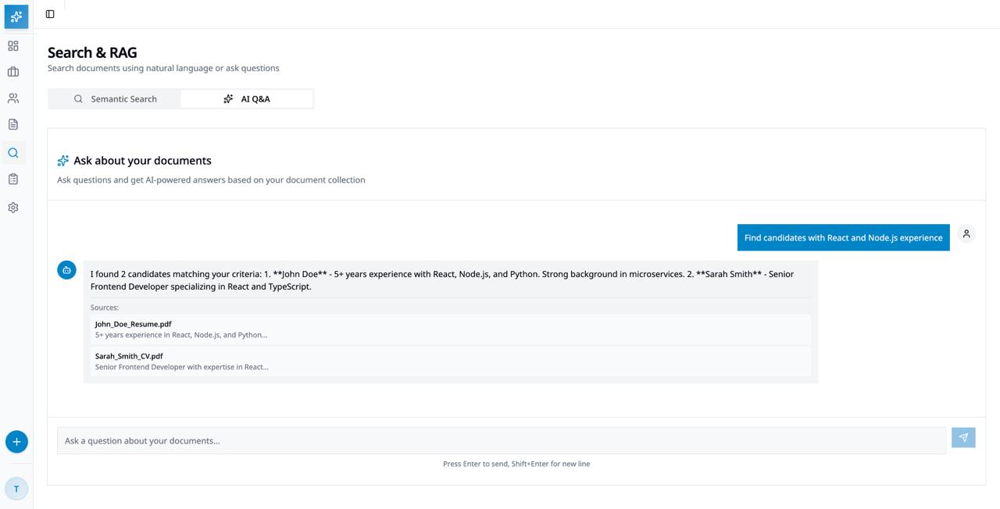 Search & RAG
Search documents using natural language or ask questions
Semantic Search
AI Q&A
Ask about your documents
Ask questions and get AI-powered answers based on your document collection
Find candidates with React and Node.js experience
I found 2 candidates matching your criteria: 1. **John Doe** - 5+ years experience with React, Node.js, and Python. Strong background in microservices. 2. **Sarah Smith** - Senior
Frontend Developer specializing in React and TypeScript.
Sources:
John_Doe_Resume.pdf
5+ years experience in React, Node.js, and Python...
Sarah_Smith_CV.pdf
Senior Frontend Developer with expertise in React...
Ask a question about your documents...
Press Enter to send, Shift+Enter for new line
T